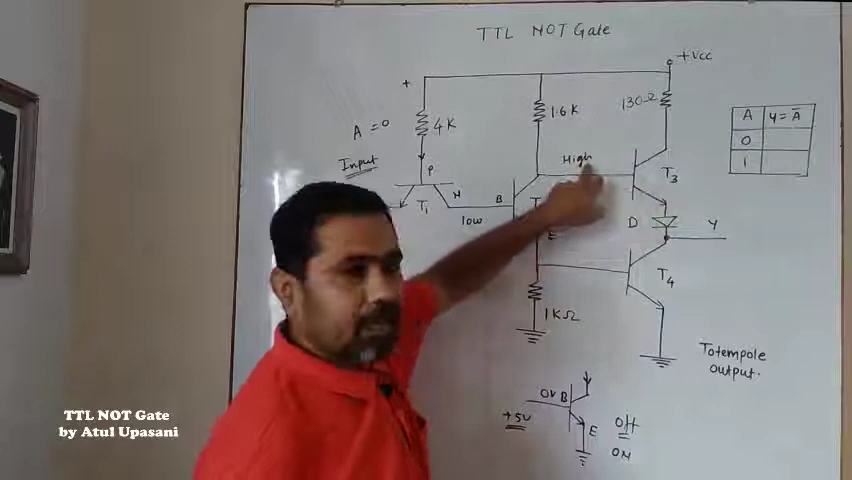 TTL NOT Gate
+Vcc
+
130Ω
4K
1.6K
A = 0
Input
P
N
T1
low
B
T
E
High
T3
D
Y
T4
1KΩ
A
Y = A̅
0
1
Totempole
output.
0V B
+5V
E
Off
ON
TTL NOT Gate
by Atul Upasani